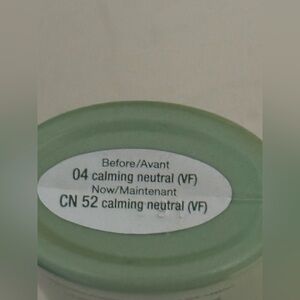 Before/Avant
04 calming neutral (VF)
Now/Maintenant
CN 52 calming neutral (VF)